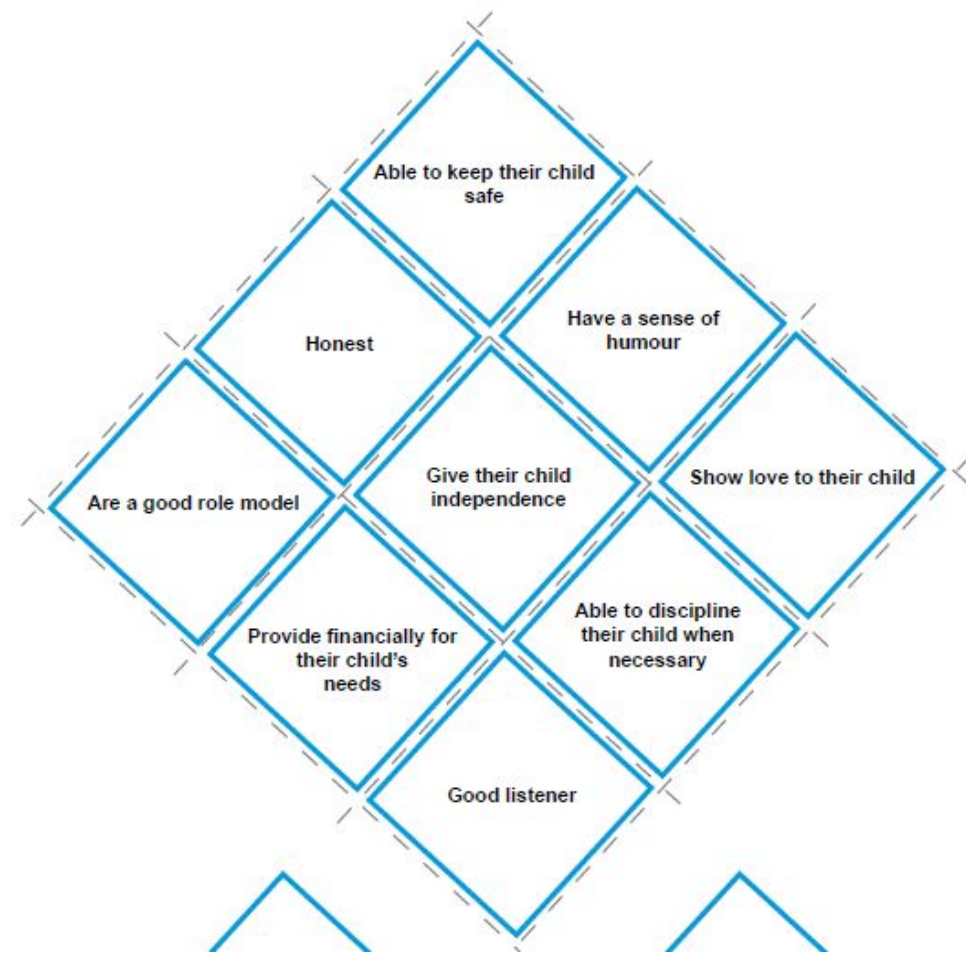 Able to keep their child
safe
Honest
Have a sense of
humour
Are a good role model
Give their child
independence
Show love to their child
Provide financially for
their child's
needs
Able to discipline
their child when
necessary
Good listener